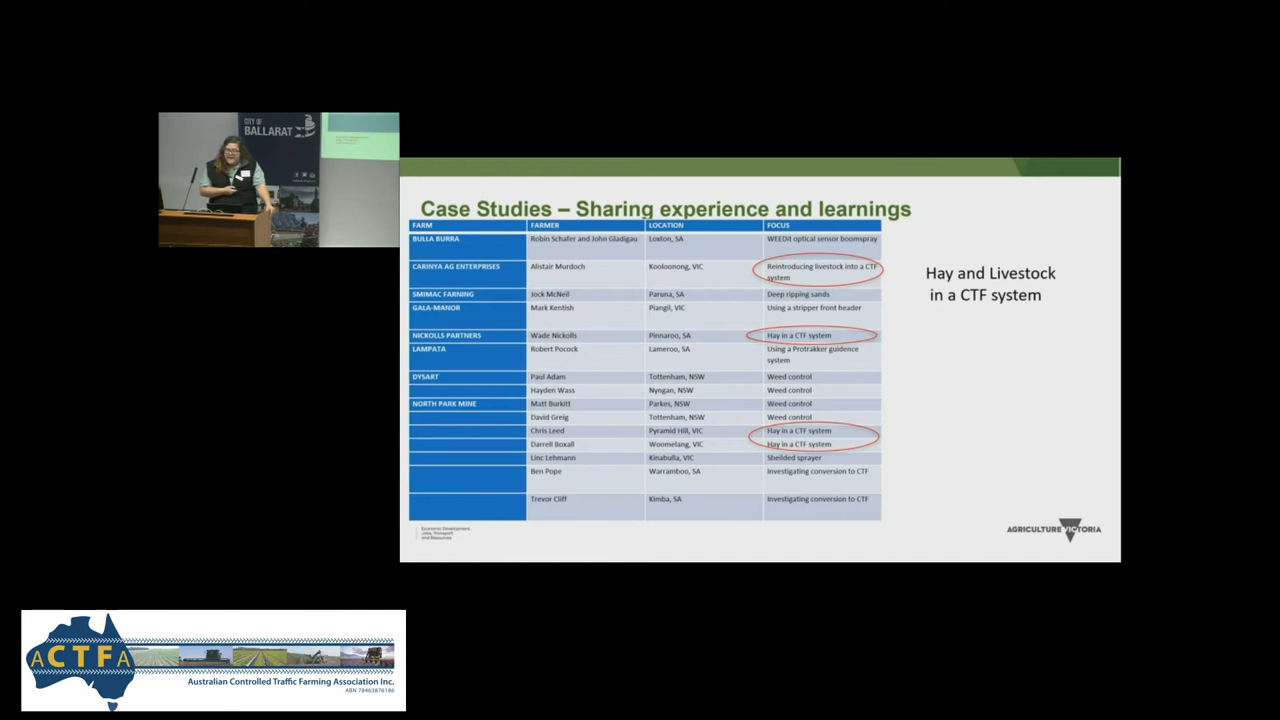 CITY OF
BALLARAT
Case Studies – Sharing experience and learnings
FARM FARMER LOCATION FOCUS
BULLA BURRA Robin Schafer and John Gladigau Loxton, SA WEEDit optical sensor boomspray
CARINYA AG ENTERPRISES Alistair Murdoch Kooloonong, VIC Reintroducing livestock into a CTF
system
SMIMAC FARNING Jock McNeil Paruna, SA Deep ripping sands
GALA-MANOR Mark Kentish Piangil, VIC Using a stripper front header
NICKOLLS PARTNERS Wade Nickolls Pinnaroo, SA Hay in a CTF system
LAMPATA Robert Pocock Lameroo, SA Using a Protrakker guidence
system
DYSART Paul Adam Tottenham, NSW Weed control
Hayden Wass Nyngan, NSW Weed control
NORTH PARK MINE Matt Burkitt Parkes, NSW Weed control
David Greig Tottenham, NSW Weed control
Chris Leed Pyramid Hill, VIC Hay in a CTF system
Darrell Boxall Woomelang, VIC Hay in a CTF system
Linc Lehmann Kinabulla, VIC Sheilded sprayer
Ben Pope Warramboo, SA Investigating conversion to CTF
Trevor Cliff Kimba, SA Investigating conversion to CTF
Hay and Livestock
in a CTF system
Economic Development,
Jobs, Transport
and Resources
AGRICULTURE VICTORIA
ACTFA
Australian Controlled Traffic Farming Association Inc.
ABN 78463876186